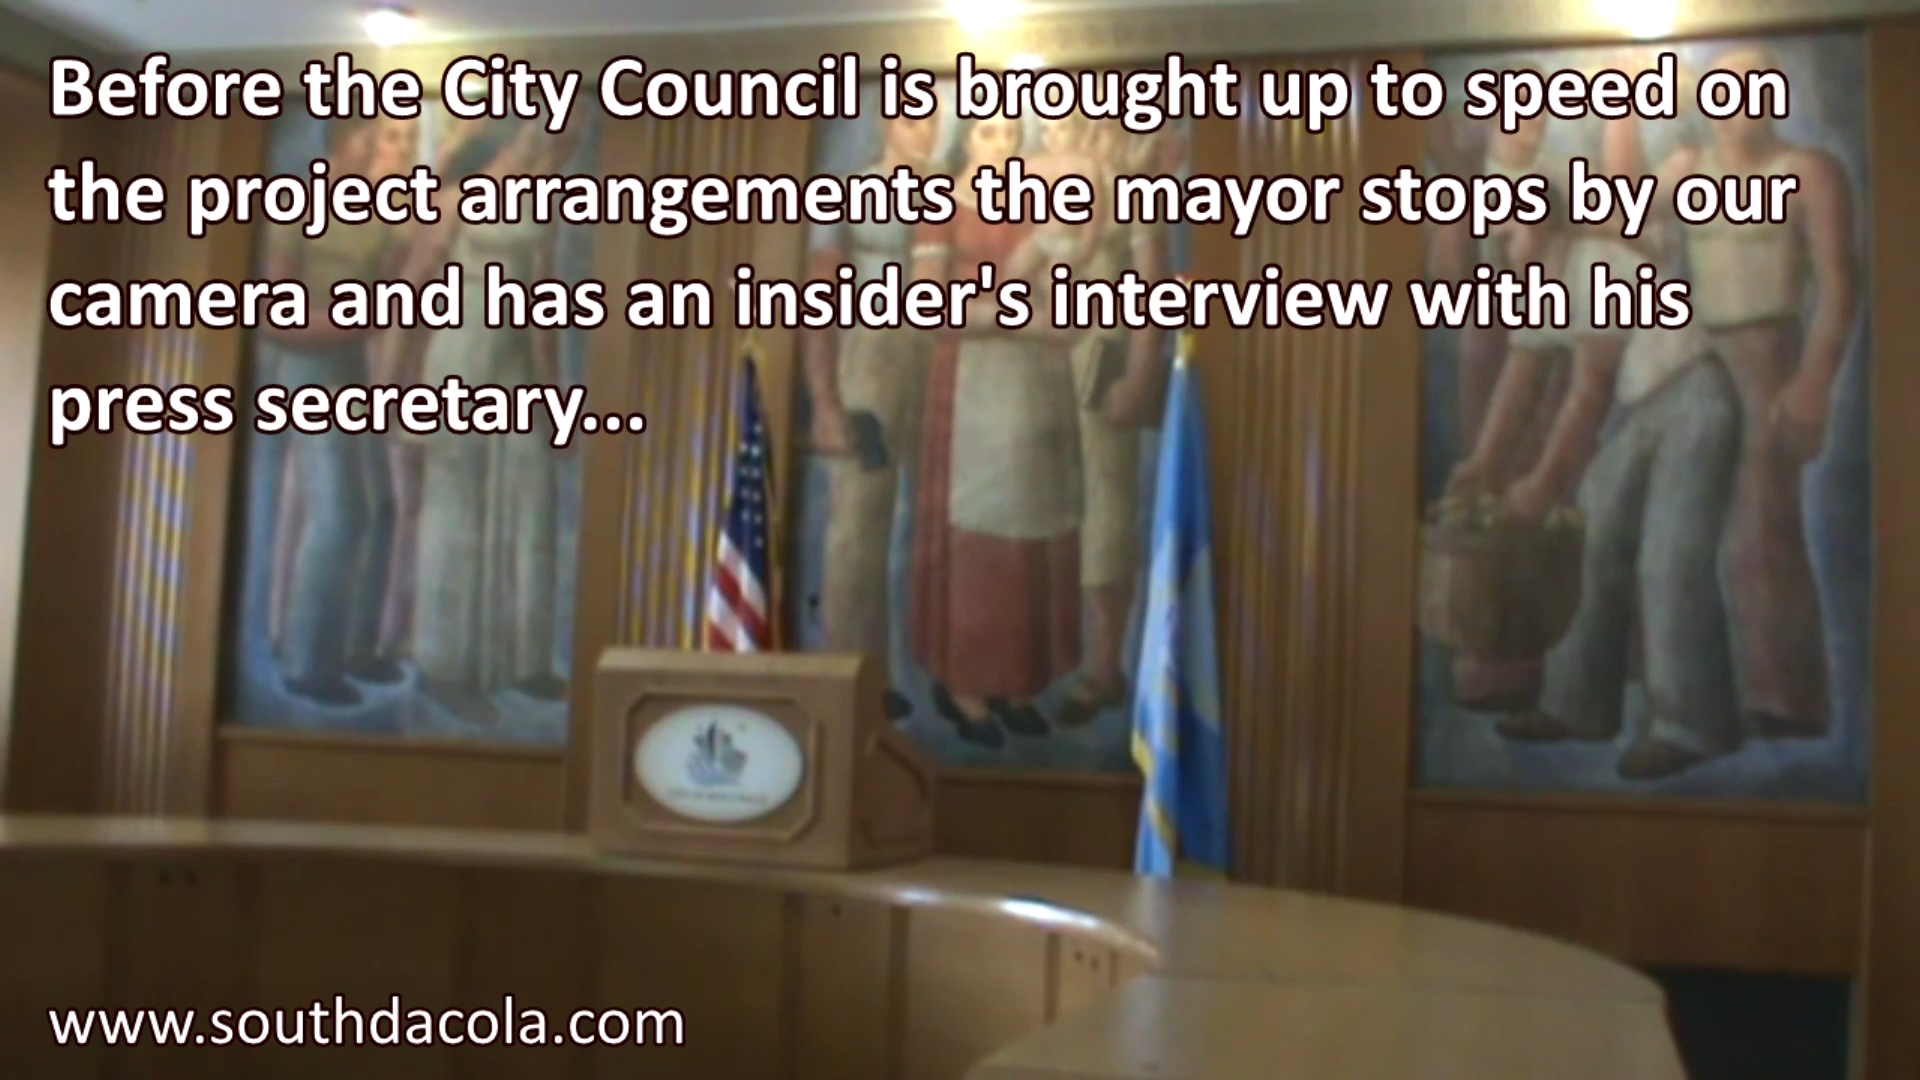 Before the City Council is brought up to speed on
the project arrangements the mayor stops by our
camera and has an insider's interview with his
press secretary...
www.southdacola.com